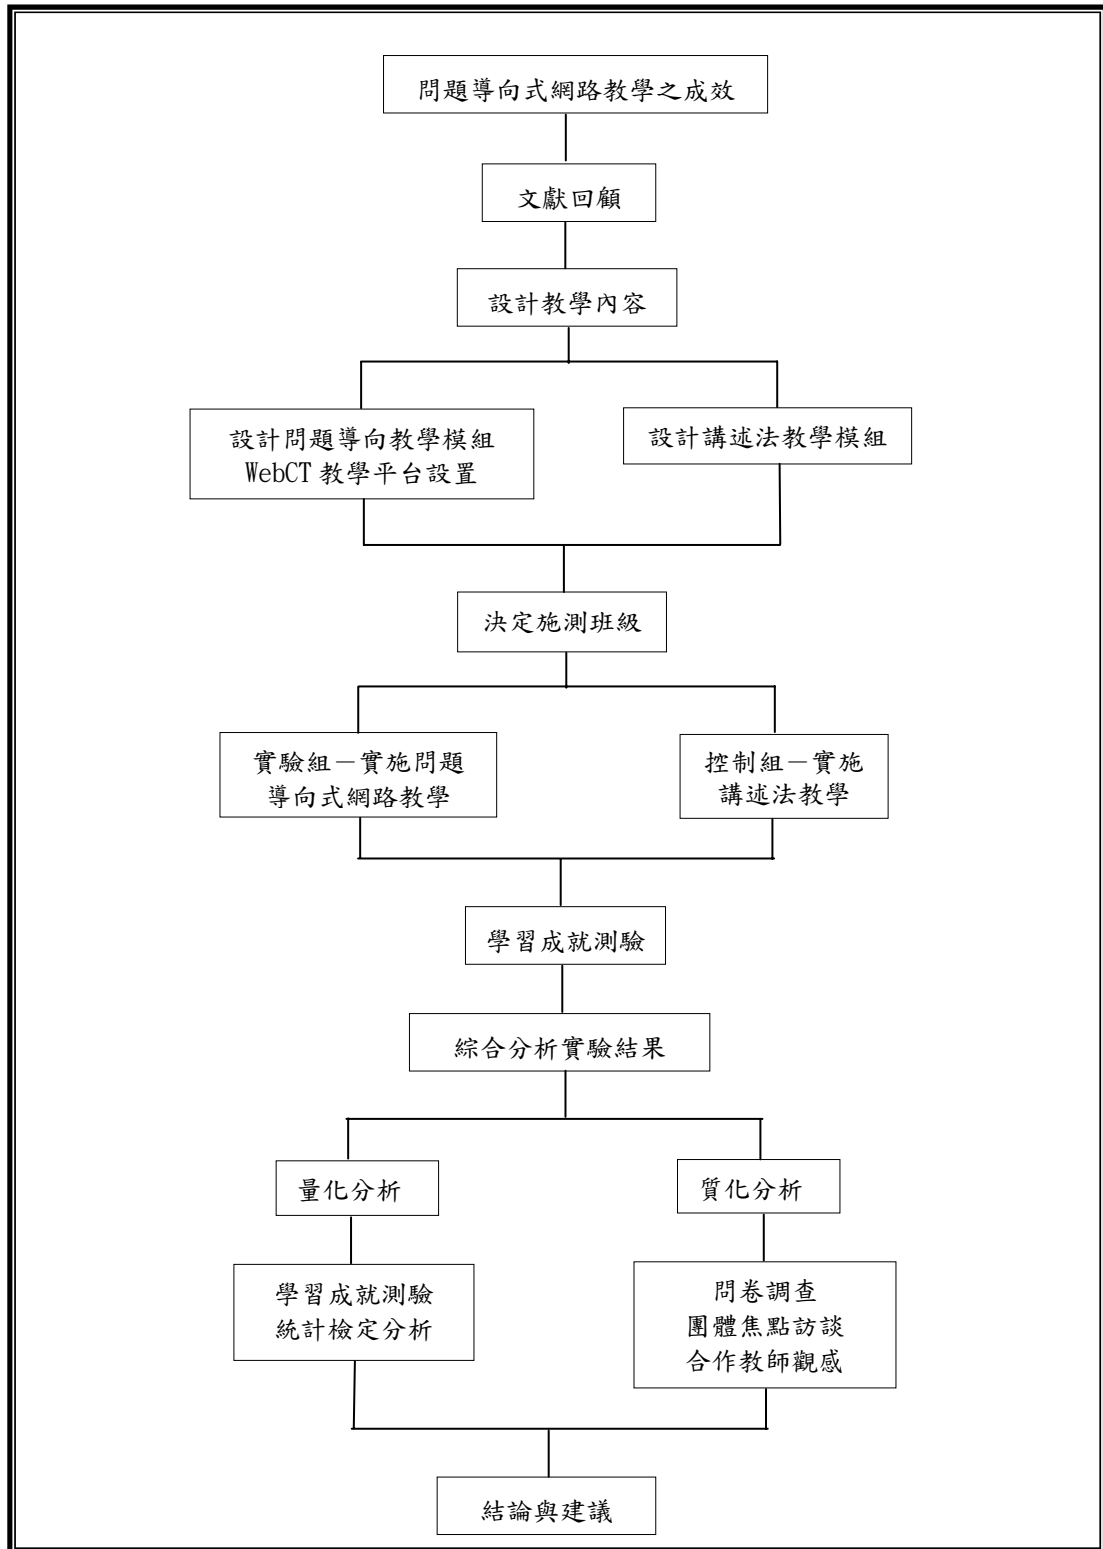 問題導向式網路教學之成效
文獻回顧
設計教學內容
設計問題導向教學模組
WebCT 教學平台設置
設計講述法教學模組
決定施測班級
實驗組－實施問題
導向式網路教學
控制組－實施
講述法教學
學習成就測驗
綜合分析實驗結果
量化分析
質化分析
學習成就測驗
統計檢定分析
問卷調查
團體焦點訪談
合作教師觀感
結論與建議